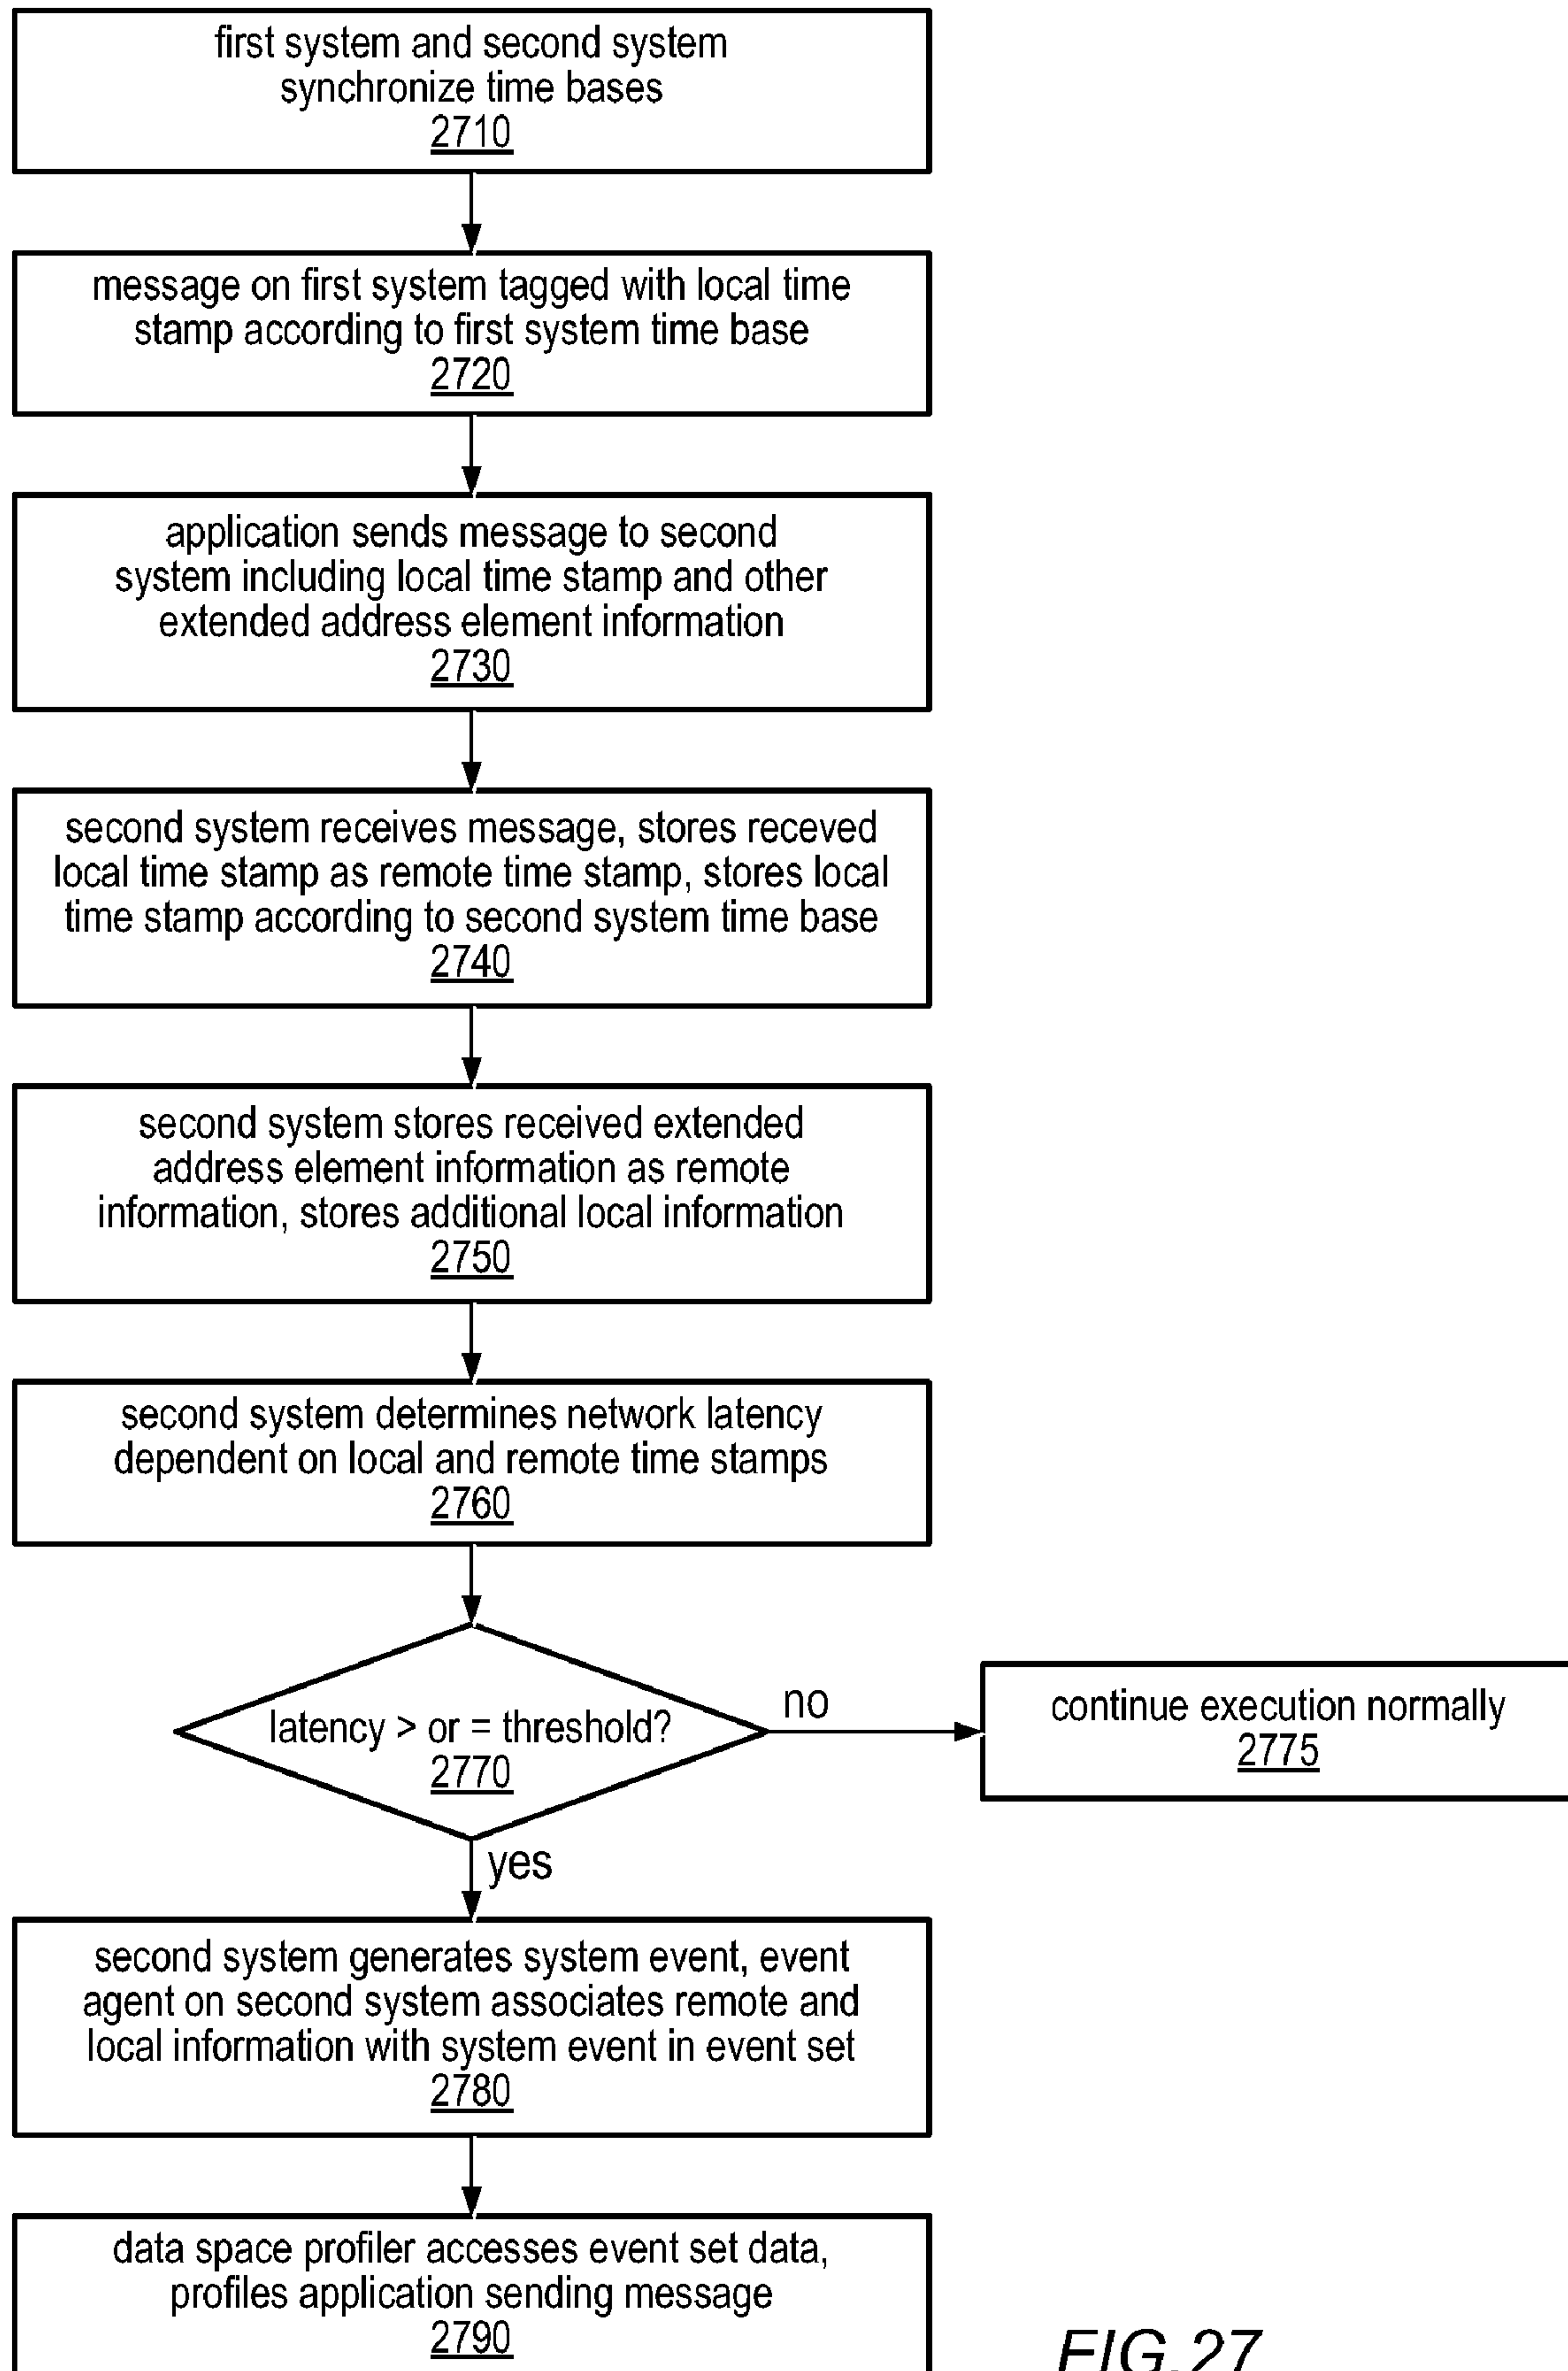 first system and second system
synchronize time bases
2710
message on first system tagged with local time
stamp according to first system time base
2720
application sends message to second
system including local time stamp and other
extended address element information
2730
second system receives message, stores receved
local time stamp as remote time stamp, stores local
time stamp according to second system time base
2740
second system stores received extended
address element information as remote
information, stores additional local information
2750
second system determines network latency
dependent on local and remote time stamps
2760
latency > or = threshold?
2770
no
continue execution normally
2775
yes
second system generates system event, event
agent on second system associates remote and
local information with system event in event set
2780
data space profiler accesses event set data,
profiles application sending message
2790
FIG.27